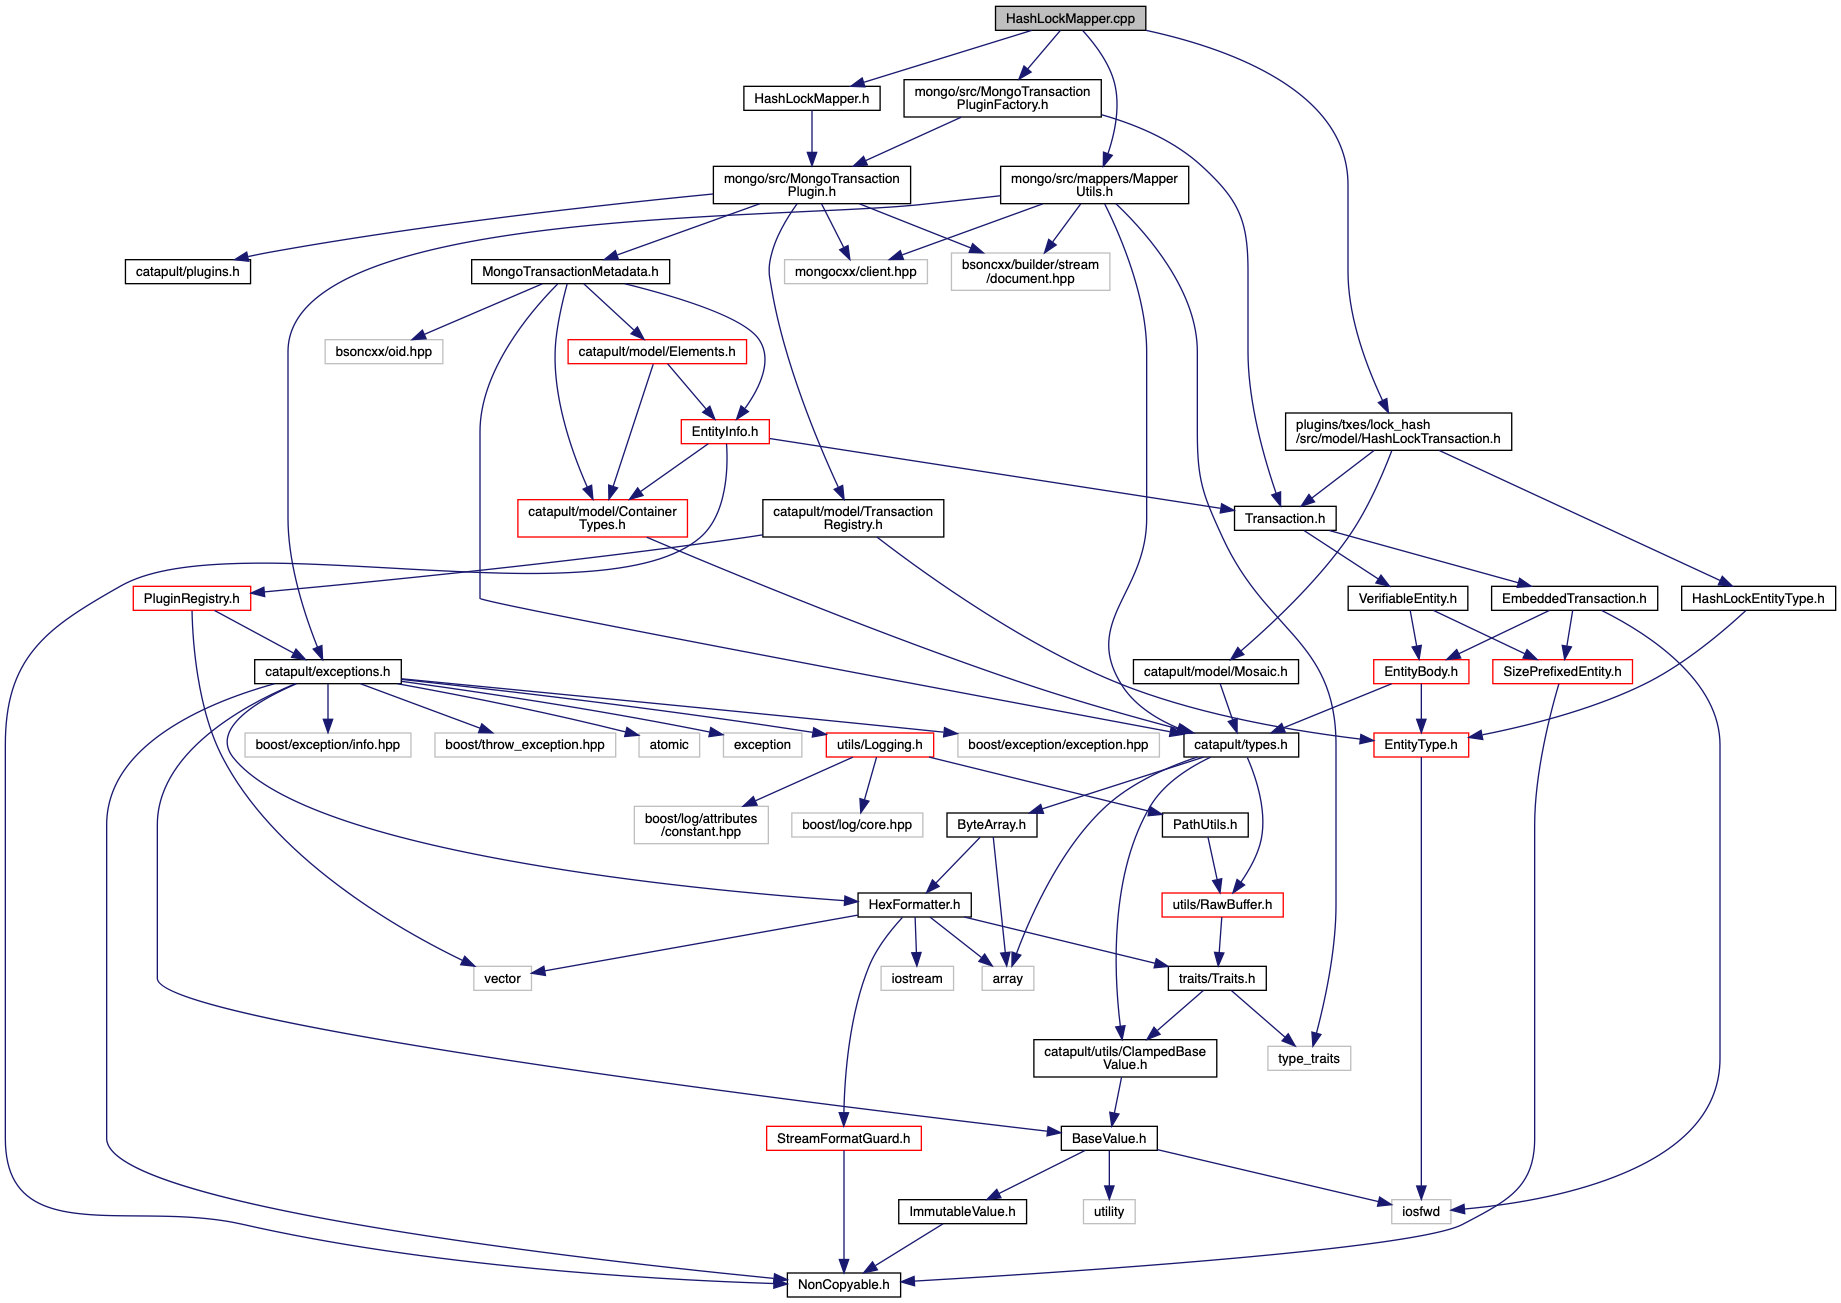 HashLockMapper.cpp
HashLockMapper.h
mongo/src/MongoTransaction
PluginFactory.h
mongo/src/MongoTransaction
Plugin.h
mongo/src/mappers/Mapper
Utils.h
catapult/plugins.h
MongoTransactionMetadata.h
mongocxx/client.hpp
bsoncxx/builder/stream
/document.hpp
bsoncxx/oid.hpp
catapult/model/Elements.h
EntityInfo.h
plugins/txes/lock_hash
/src/model/HashLockTransaction.h
catapult/model/Container
Types.h
catapult/model/Transaction
Registry.h
Transaction.h
PluginRegistry.h
VerifiableEntity.h
EmbeddedTransaction.h
HashLockEntityType.h
catapult/exceptions.h
catapult/model/Mosaic.h
EntityBody.h
SizePrefixedEntity.h
boost/exception/info.hpp
boost/throw_exception.hpp
atomic
exception
utils/Logging.h
boost/exception/exception.hpp
catapult/types.h
EntityType.h
boost/log/attributes
/constant.hpp
boost/log/core.hpp
ByteArray.h
PathUtils.h
HexFormatter.h
utils/RawBuffer.h
vector
iostream
array
traits/Traits.h
catapult/utils/ClampedBase
Value.h
type_traits
StreamFormatGuard.h
BaseValue.h
ImmutableValue.h
utility
iosfwd
NonCopyable.h